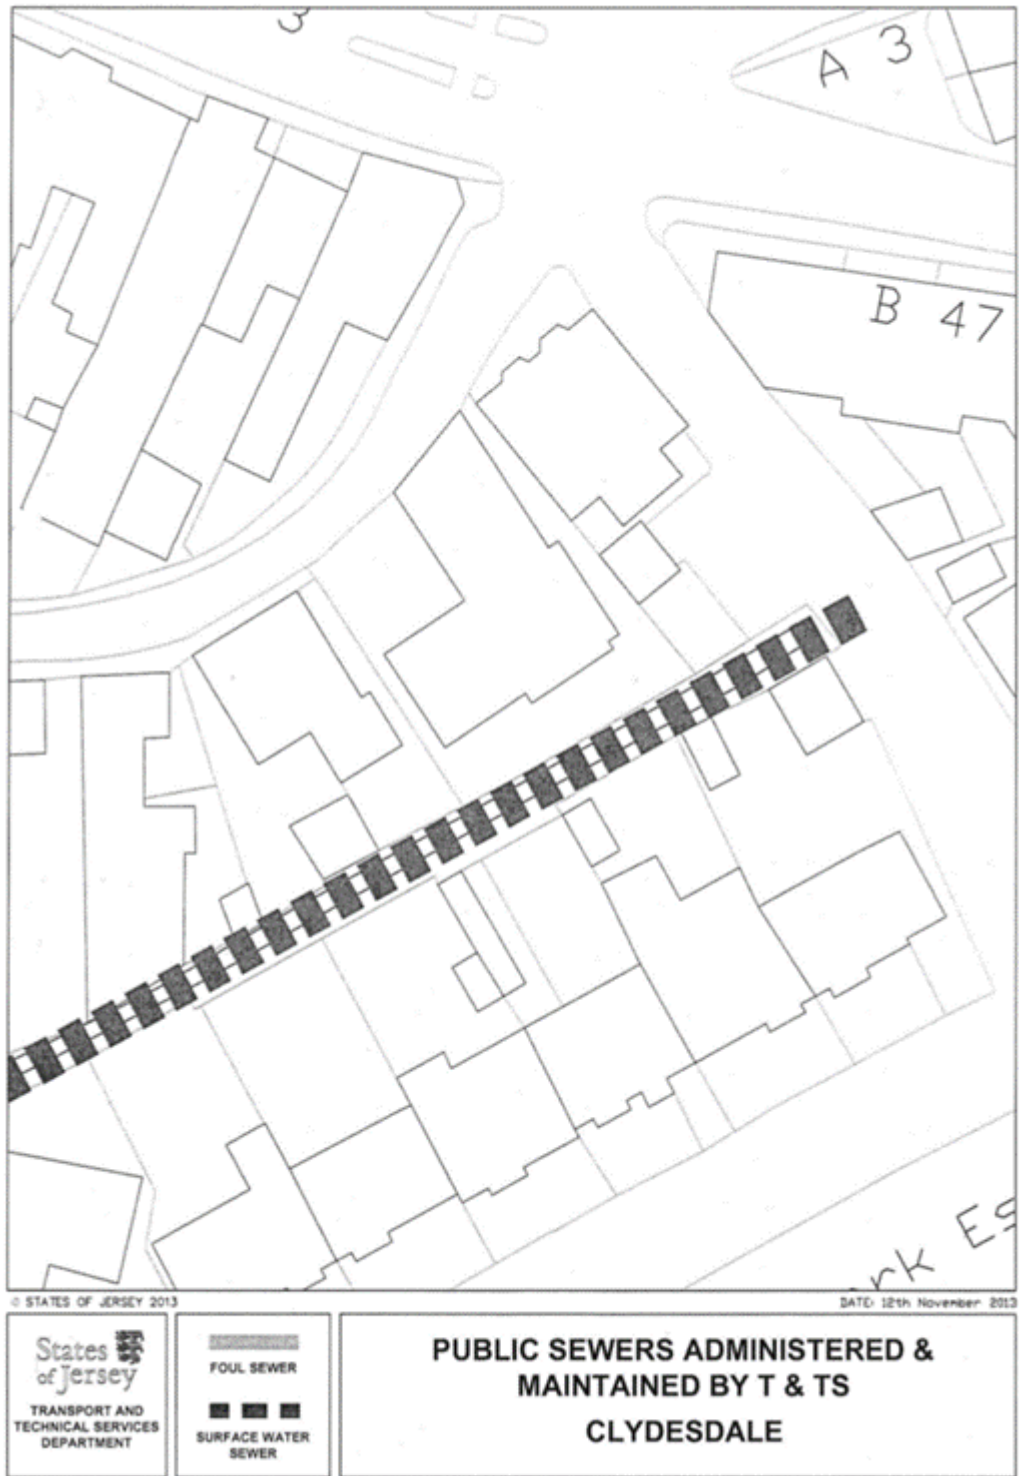 3
A 3
B 47
rk Es
© STATES OF JERSEY 2013
DATE: 12th November 2013
States
of Jersey
TRANSPORT AND
TECHNICAL SERVICES
DEPARTMENT
FOUL SEWER
SURFACE WATER
SEWER
PUBLIC SEWERS ADMINISTERED &
MAINTAINED BY T & TS
CLYDESDALE